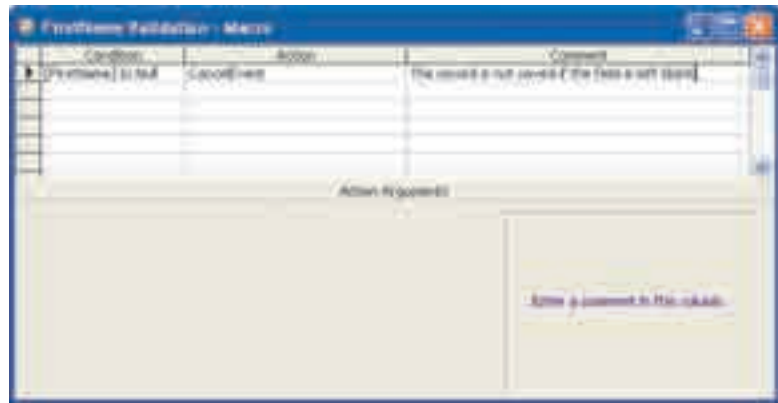 FirstName Validation : Macro
Condition Action Comment
[FirstName] Is Null CancelEvent The record is not saved if the field is left blank
Action Arguments
Enter a comment in this column.